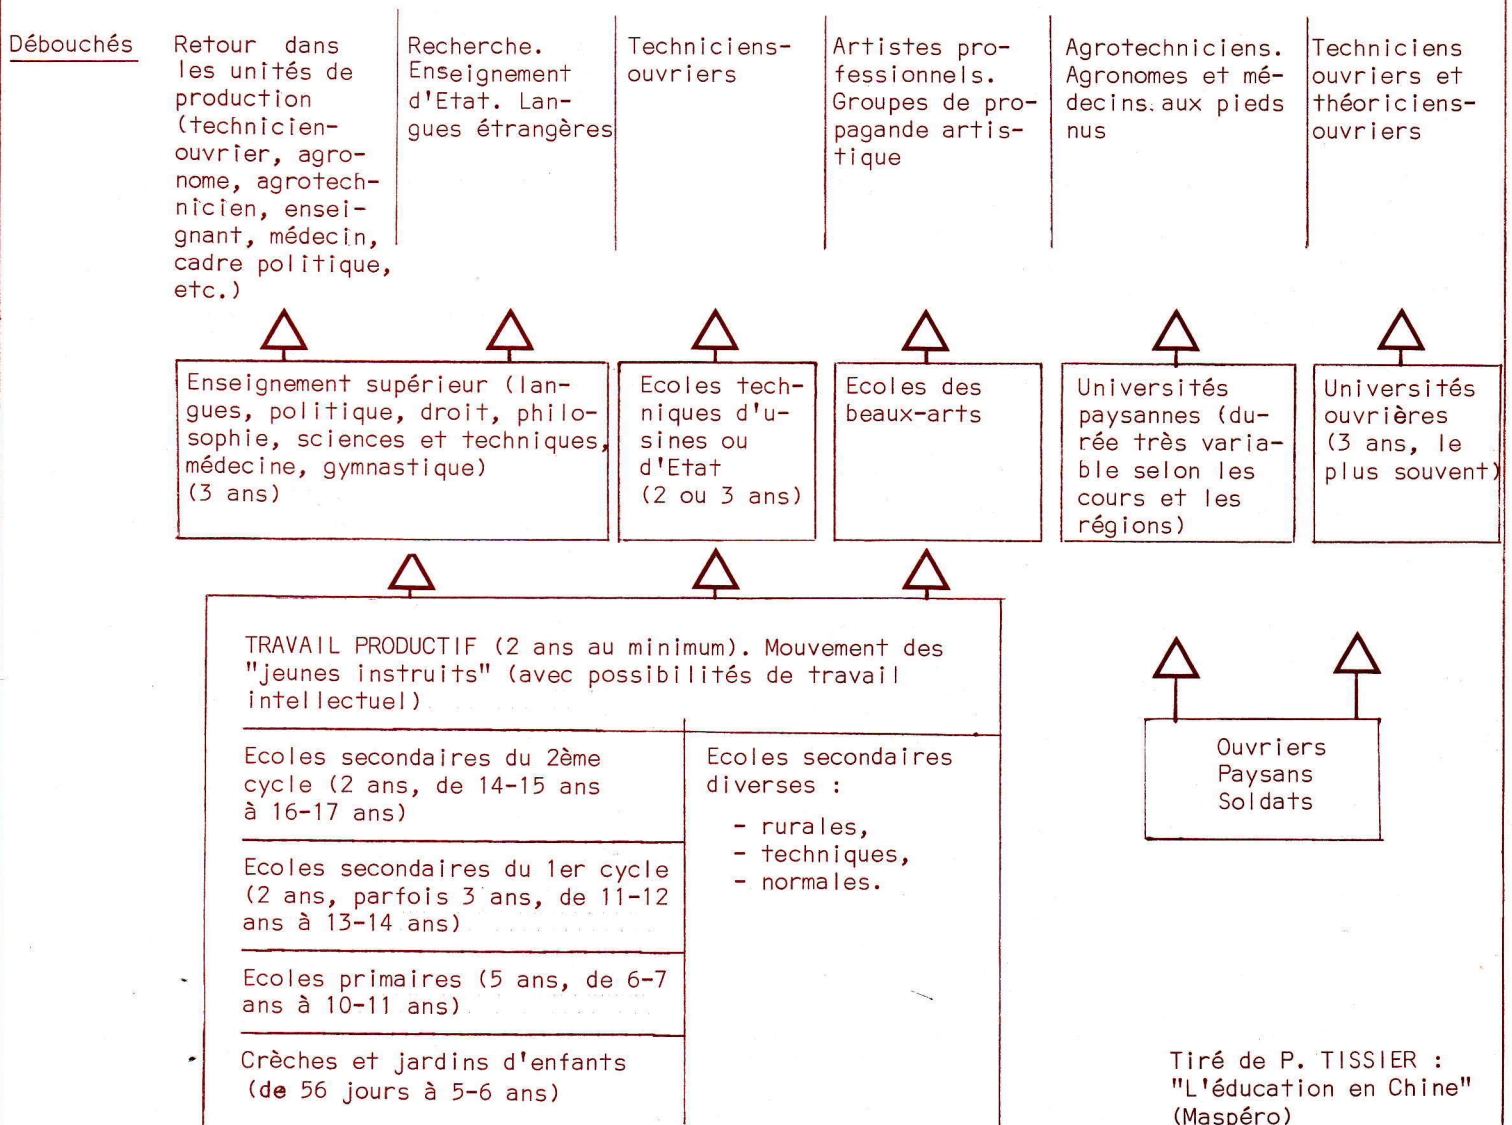 Débouchés
Retour dans
les unités de
production
(technicien-
ouvrier, agro-
nome, agrotech-
nicien, ensei-
gnant, médecin,
cadre politique,
etc.)
Recherche.
Enseignement
d'Etat. Lan-
gues étrangères
Techniciens-
ouvriers
Artistes pro-
fessionnels.
Groupes de pro-
pagande artis-
tique
Agrotechniciens.
Agronomes et mé-
decins aux pieds
nus
Techniciens
ouvriers et
théoriciens-
ouvriers
Enseignement supérieur (lan-
gues, politique, droit, philo-
sophie, sciences et techniques,
médecine, gymnastique)
(3 ans)
Ecoles tech-
niques d'u-
sines ou
d'Etat
(2 ou 3 ans)
Ecoles des
beaux-arts
Universités
paysannes (du-
rée très varia-
ble selon les
cours et les
régions)
Universités
ouvrières
(3 ans, le
plus souvent)
TRAVAIL PRODUCTIF (2 ans au minimum). Mouvement des
"jeunes instruits" (avec possibilités de travail
intellectuel)
Ecoles secondaires du 2ème
cycle (2 ans, de 14-15 ans
à 16-17 ans)
Ecoles secondaires du 1er cycle
(2 ans, parfois 3 ans, de 11-12
ans à 13-14 ans)
Ecoles primaires (5 ans, de 6-7
ans à 10-11 ans)
Crèches et jardins d'enfants
(de 56 jours à 5-6 ans)
Ecoles secondaires
diverses :
- rurales,
- techniques,
- normales.
Ouvriers
Paysans
Soldats
Tiré de P. TISSIER :
"L'éducation en Chine"
(Maspéro)